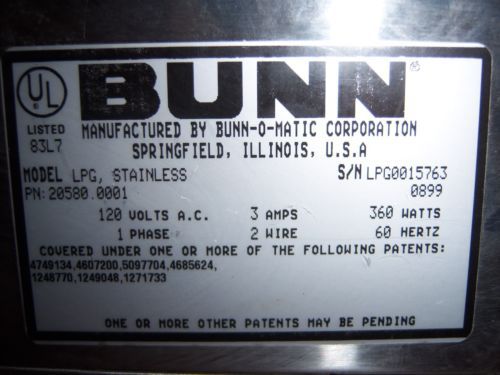 UL
®
BUNN®
LISTED
83L7
MANUFACTURED BY BUNN-O-MATIC CORPORATION
SPRINGFIELD, ILLINOIS, U.S.A
MODEL LPG, STAINLESS S/N LPG0015763
PN: 20580.0001 0899
120 VOLTS A.C. 3 AMPS 360 WATTS
1 PHASE 2 WIRE 60 HERTZ
COVERED UNDER ONE OR MORE OF THE FOLLOWING PATENTS:
4749134,4607200,5097704,4685624,
1248770,1249048,1271733
ONE OR MORE OTHER PATENTS MAY BE PENDING